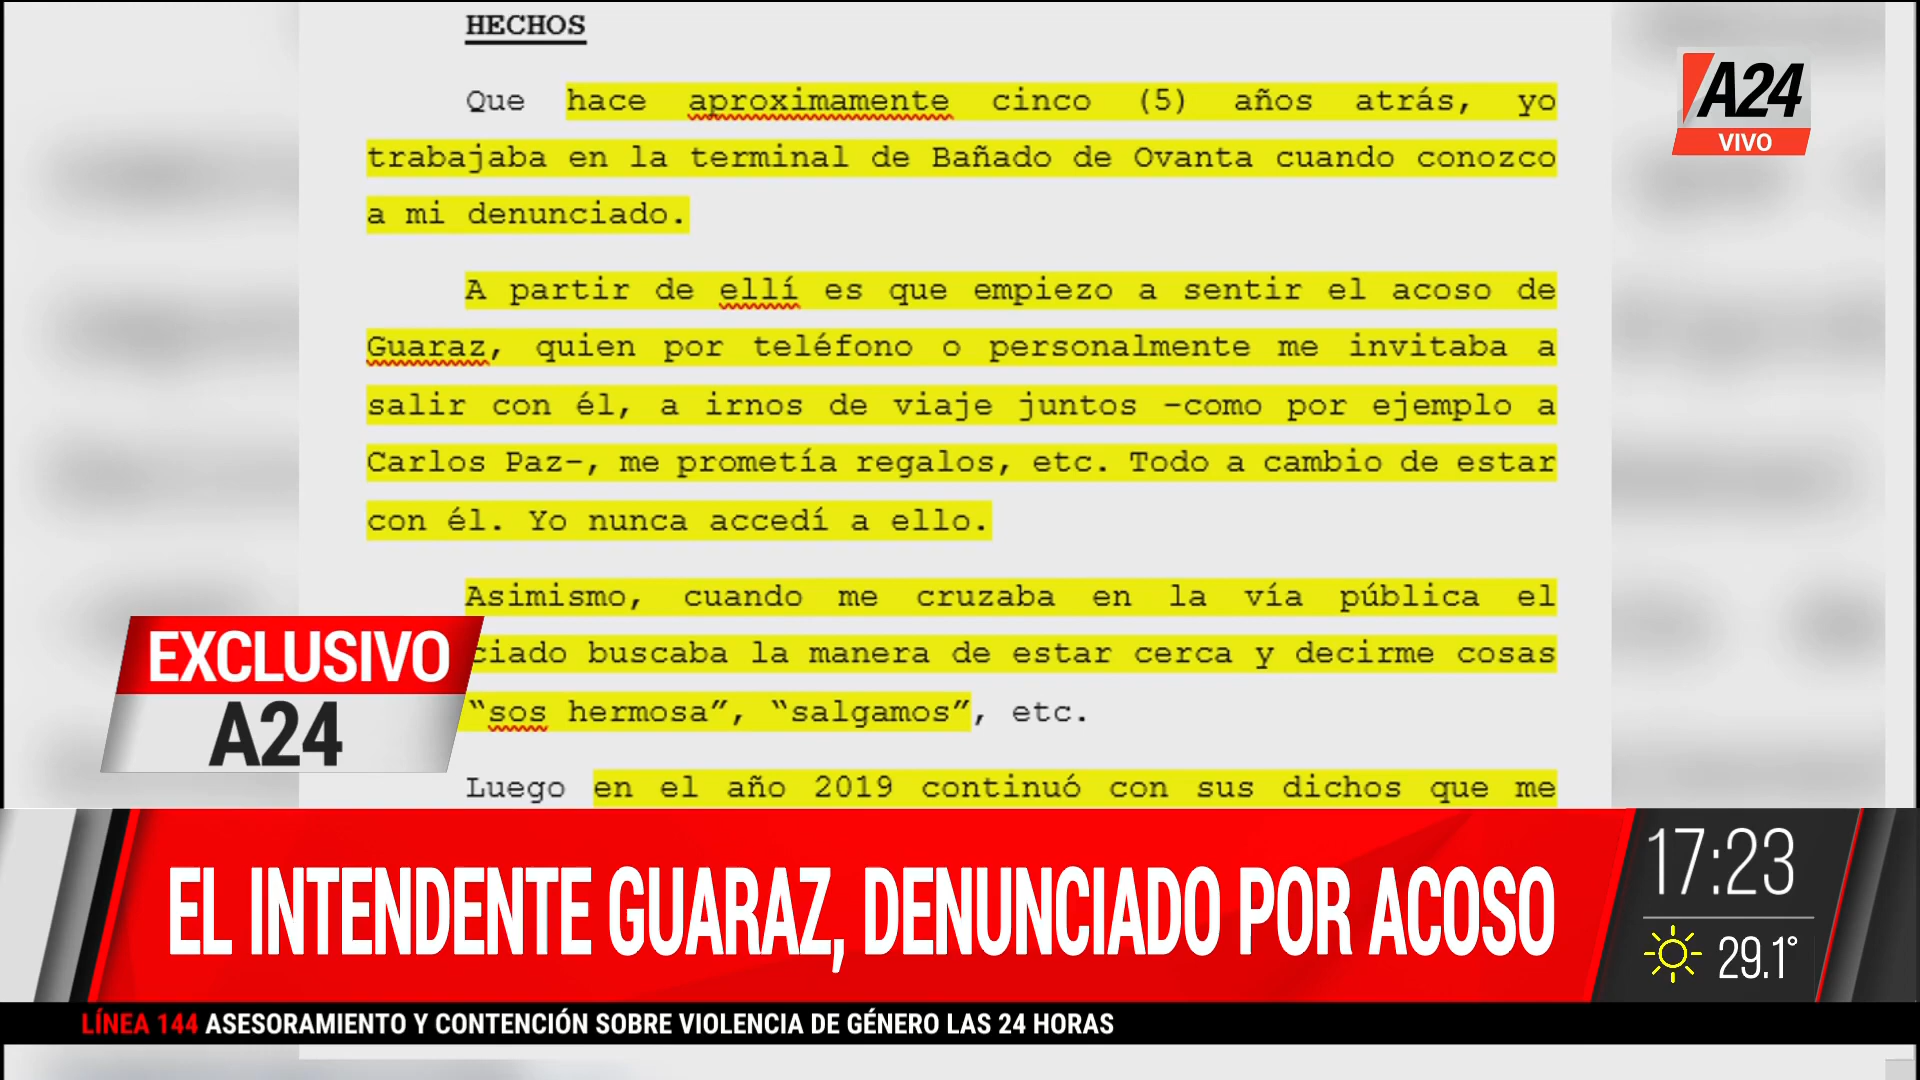 HECHOS
Que hace aproximamente cinco (5) años atrás, yo
trabajaba en la terminal de Bañado de Ovanta cuando conozco
a mi denunciado.
A partir de ellí es que empiezo a sentir el acoso de
Guaraz, quien por teléfono o personalmente me invitaba a
salir con él, a irnos de viaje juntos -como por ejemplo a
Carlos Paz-, me prometía regalos, etc. Todo a cambio de estar
con él. Yo nunca accedí a ello.
Asimismo, cuando me cruzaba en la vía pública el
ciado buscaba la manera de estar cerca y decirme cosas
“sos hermosa”, “salgamos”, etc.
Luego en el año 2019 continuó con sus dichos que me
A24
VIVO
EXCLUSIVO
A24
EL INTENDENTE GUARAZ, DENUNCIADO POR ACOSO
17:23
29.1°
LÍNEA 144 ASESORAMIENTO Y CONTENCIÓN SOBRE VIOLENCIA DE GÉNERO LAS 24 HORAS